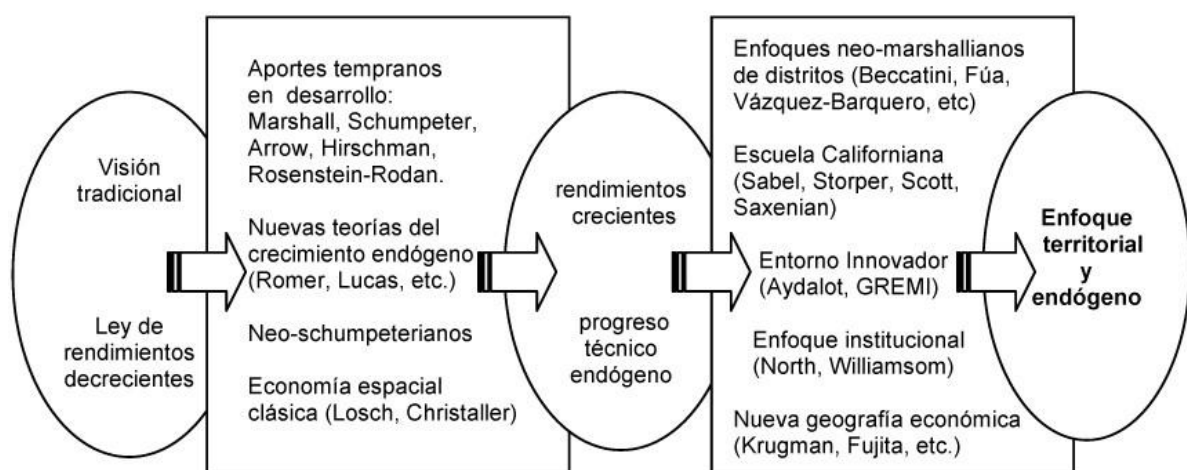 Visión
tradicional
Ley de
rendimientos
decrecientes
Aportes tempranos
en desarrollo:
Marshall, Schumpeter,
Arrow, Hirschman,
Rosenstein-Rodan.
Nuevas teorías del
crecimiento endógeno
(Romer, Lucas, etc.)
Neo-schumpeterianos
Economía espacial
clásica (Losch, Christaller)
rendimientos
crecientes
progreso
técnico
endógeno
Enfoques neo-marshallianos
de distritos (Beccatini, Fúa,
Vázquez-Barquero, etc)
Escuela Californiana
(Sabel, Storper, Scott,
Saxenian)
Entorno Innovador
(Aydalot, GREMI)
Enfoque institucional
(North, Williamsom)
Nueva geografía económica
(Krugman, Fujita, etc.)
Enfoque
territorial
y
endógeno